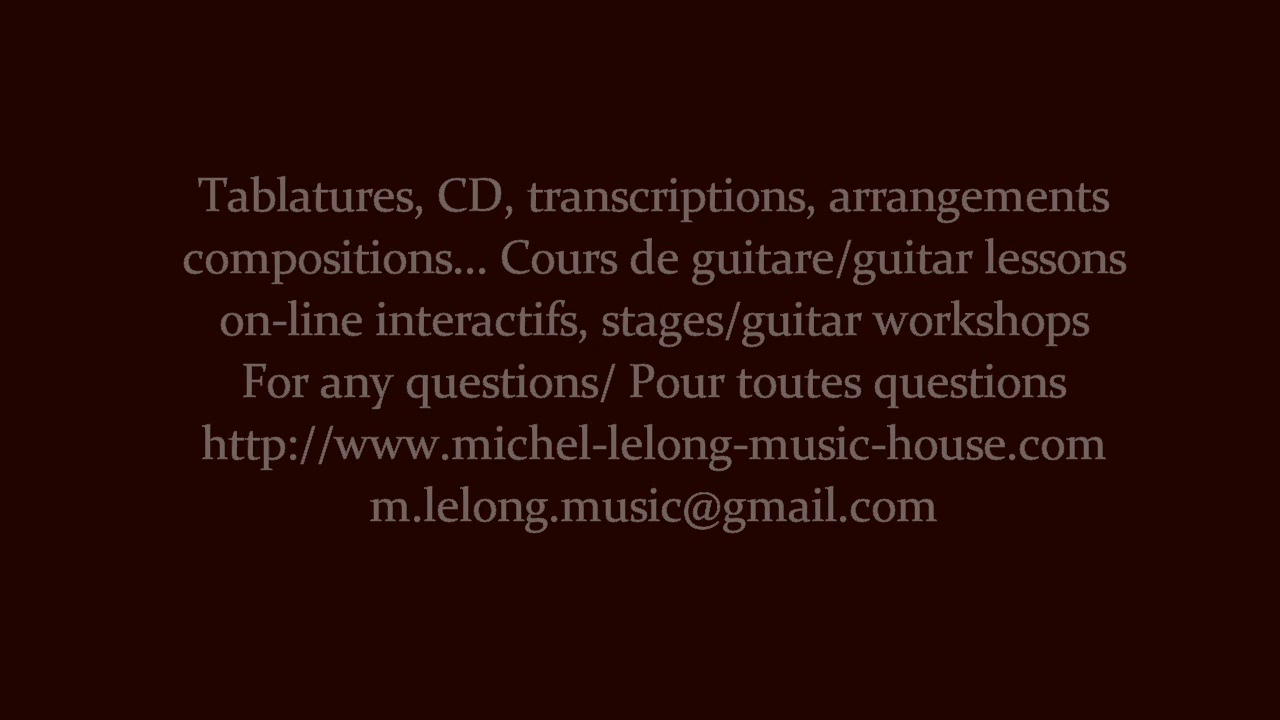 Tablatures, CD, transcriptions, arrangements
compositions... Cours de guitare/guitar lessons
on-line interactifs, stages/guitar workshops
For any questions/ Pour toutes questions
http://www.michel-lelong-music-house.com
m.lelong.music@gmail.com